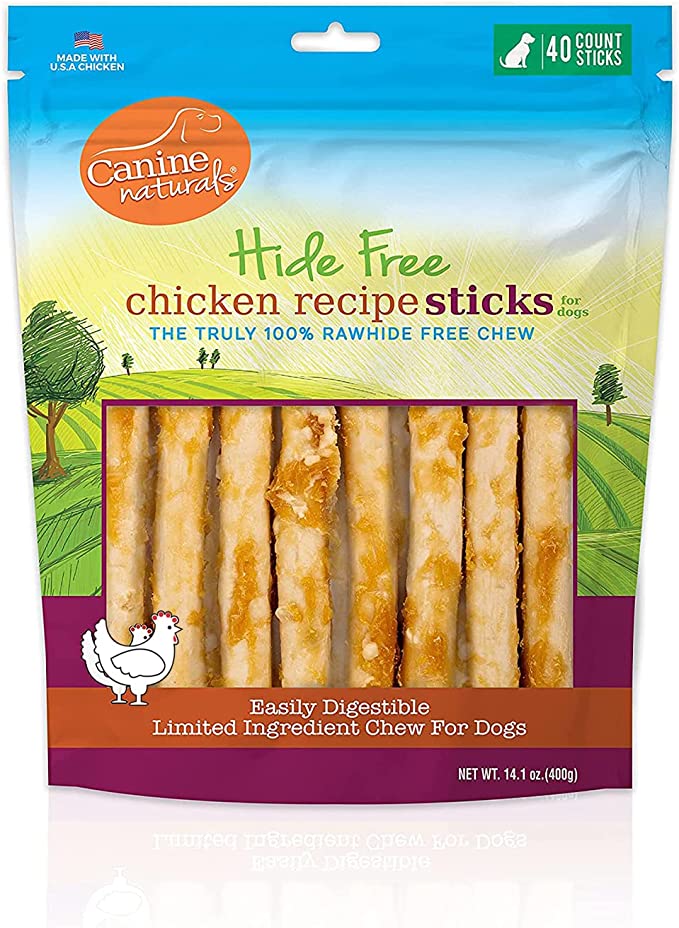 MADE WITH
U.S.A CHICKEN
40 COUNT
STICKS
Canine
naturals®
Hide Free
chicken recipe sticks for dogs
THE TRULY 100% RAWHIDE FREE CHEW
Easily Digestible
Limited Ingredient Chew For Dogs
NET WT. 14.1 oz.(400g)